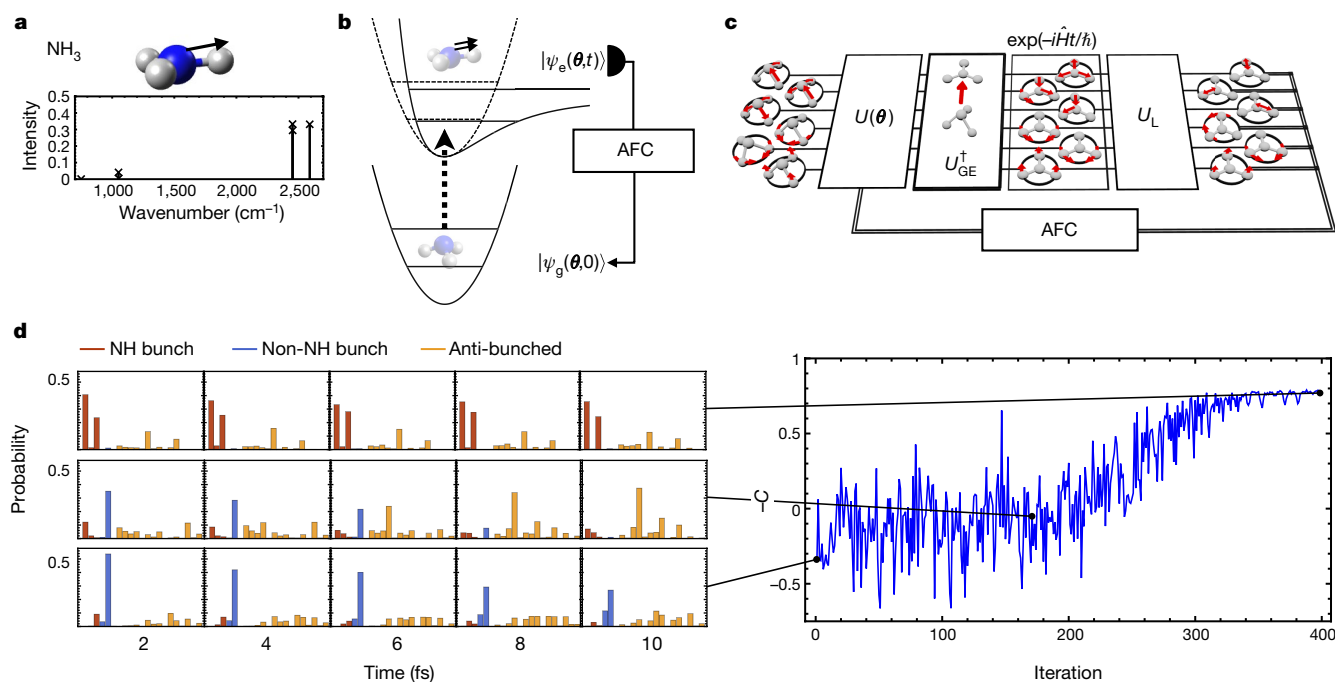 a
NH3
Intensity
0.5
0.4
0.3
0.2
0.1
0
1,000 1,500 2,000 2,500
Wavenumber (cm–1)
b
|ψe(θ,t)⟩
AFC
|ψg(θ,0)⟩
c
exp(–iĤt/ħ)
U(θ)
U†GE
UL
AFC
d
NH bunch Non-NH bunch Anti-bunched
Probability
0.5
0.5
0.5
2 4 6 8 10
Time (fs)
1
0.5
0
–0.5
0 100 200 300 400
Iteration